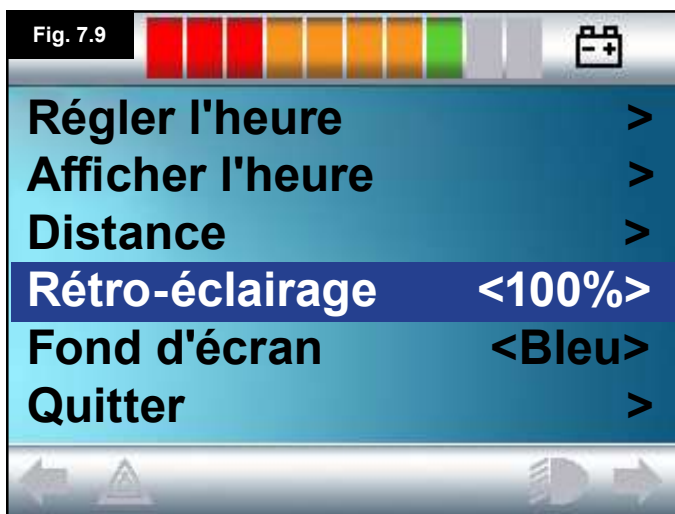 Fig. 7.9
Régler l'heure >
Afficher l'heure >
Distance >
Rétro-éclairage <100%>
Fond d'écran <Bleu>
Quitter >